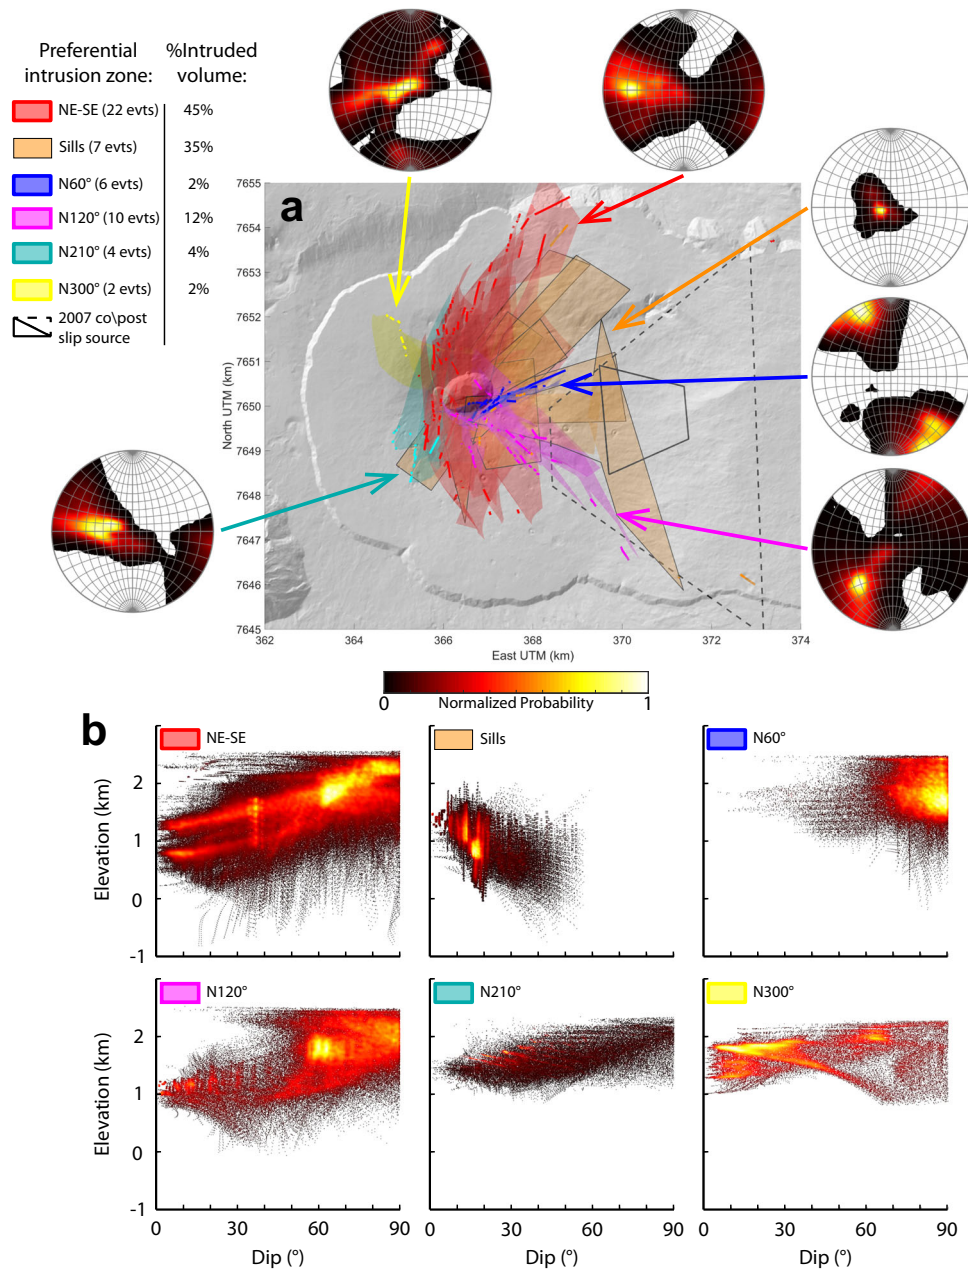 Preferential
intrusion zone:
%Intruded
volume:
NE-SE (22 evts) 45%
Sills (7 evts) 35%
N60° (6 evts) 2%
N120° (10 evts) 12%
N210° (4 evts) 4%
N300° (2 evts) 2%
2007 co\post
slip source
a
7655
7654
7653
7652
7651
7650
7649
7648
7647
7646
7645
North UTM (km)
362 364 366 368 370 372 374
East UTM (km)
0 Normalized Probability 1
b
NE-SE Sills N60°
2
1
0
-1
Elevation (km)
N120° N210° N300°
2
1
0
-1
Elevation (km)
0 30 60 90 0 30 60 90 0 30 60 90
Dip (°) Dip (°) Dip (°)